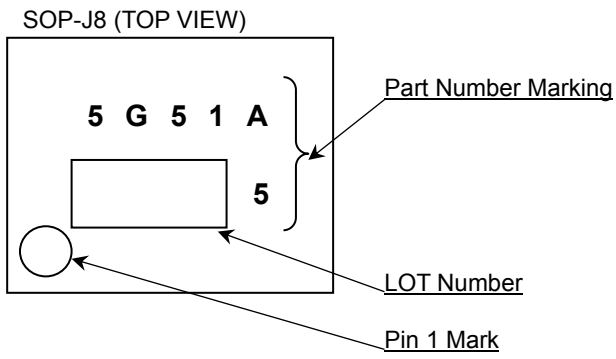 SOP-J8 (TOP VIEW)
Part Number Marking
5 G 5 1 A
5
LOT Number
Pin 1 Mark